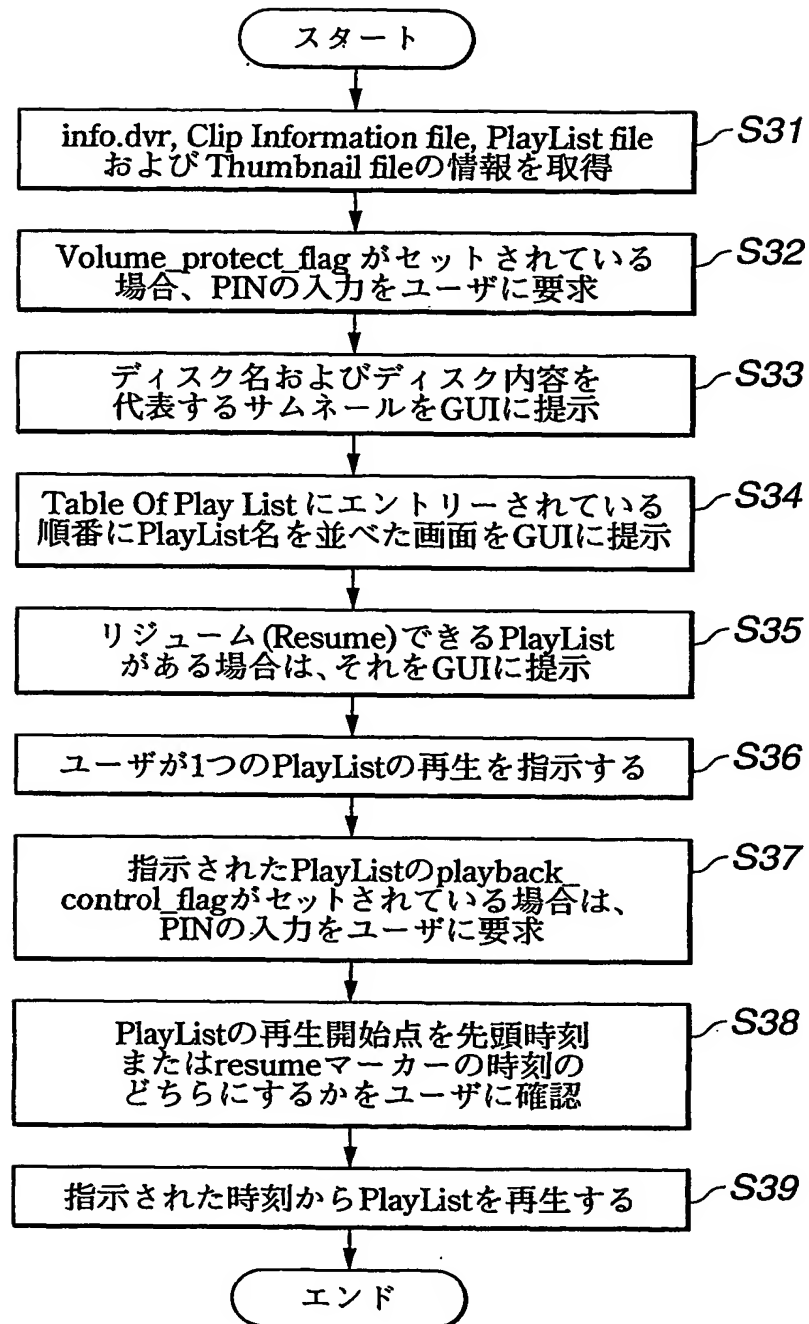 スタート
info.dvr, Clip Information file, PlayList file
およびThumbnail fileの情報を取得
S31
Volume_protect_flag がセットされている
場合、PINの入力をユーザに要求
S32
ディスク名およびディスク内容を
代表するサムネールをGUIに提示
S33
Table Of Play List にエントリーされている
順番にPlayList名を並べた画面をGUIに提示
S34
リジューム(Resume)できるPlayList
がある場合は、それをGUIに提示
S35
ユーザが1つのPlayListの再生を指示する
S36
指示されたPlayListのplayback_
control_flagがセットされている場合は、
PINの入力をユーザに要求
S37
PlayListの再生開始点を先頭時刻
またはresumeマーカーの時刻の
どちらにするかをユーザに確認
S38
指示された時刻からPlayListを再生する
S39
エンド